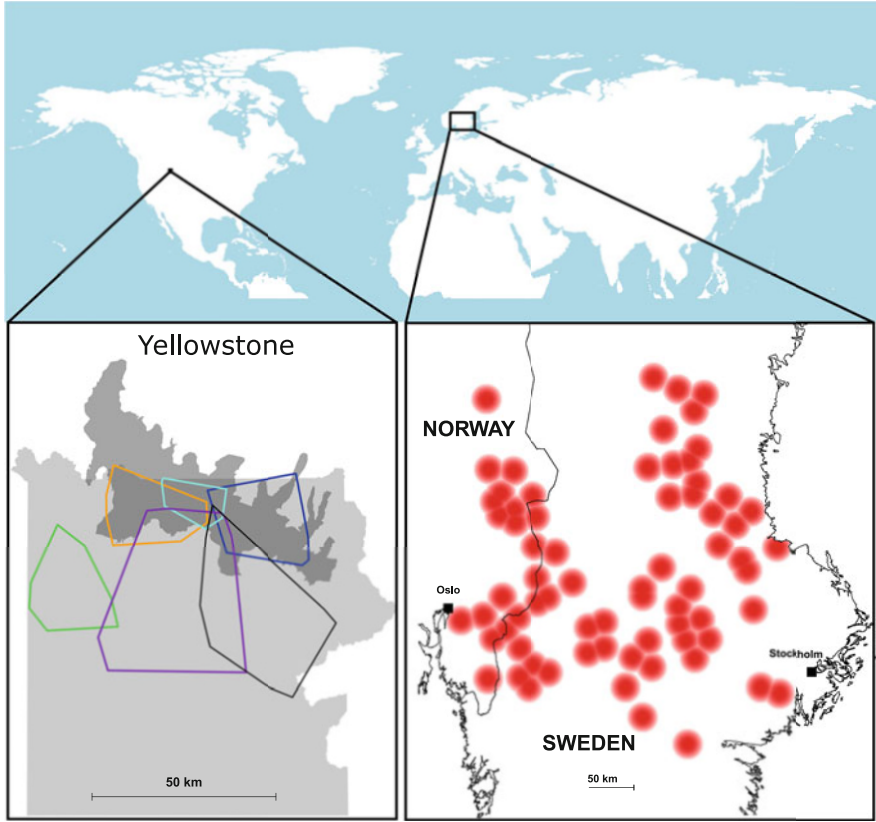 Yellowstone
50 km
NORWAY
Oslo
Stockholm
SWEDEN
50 km